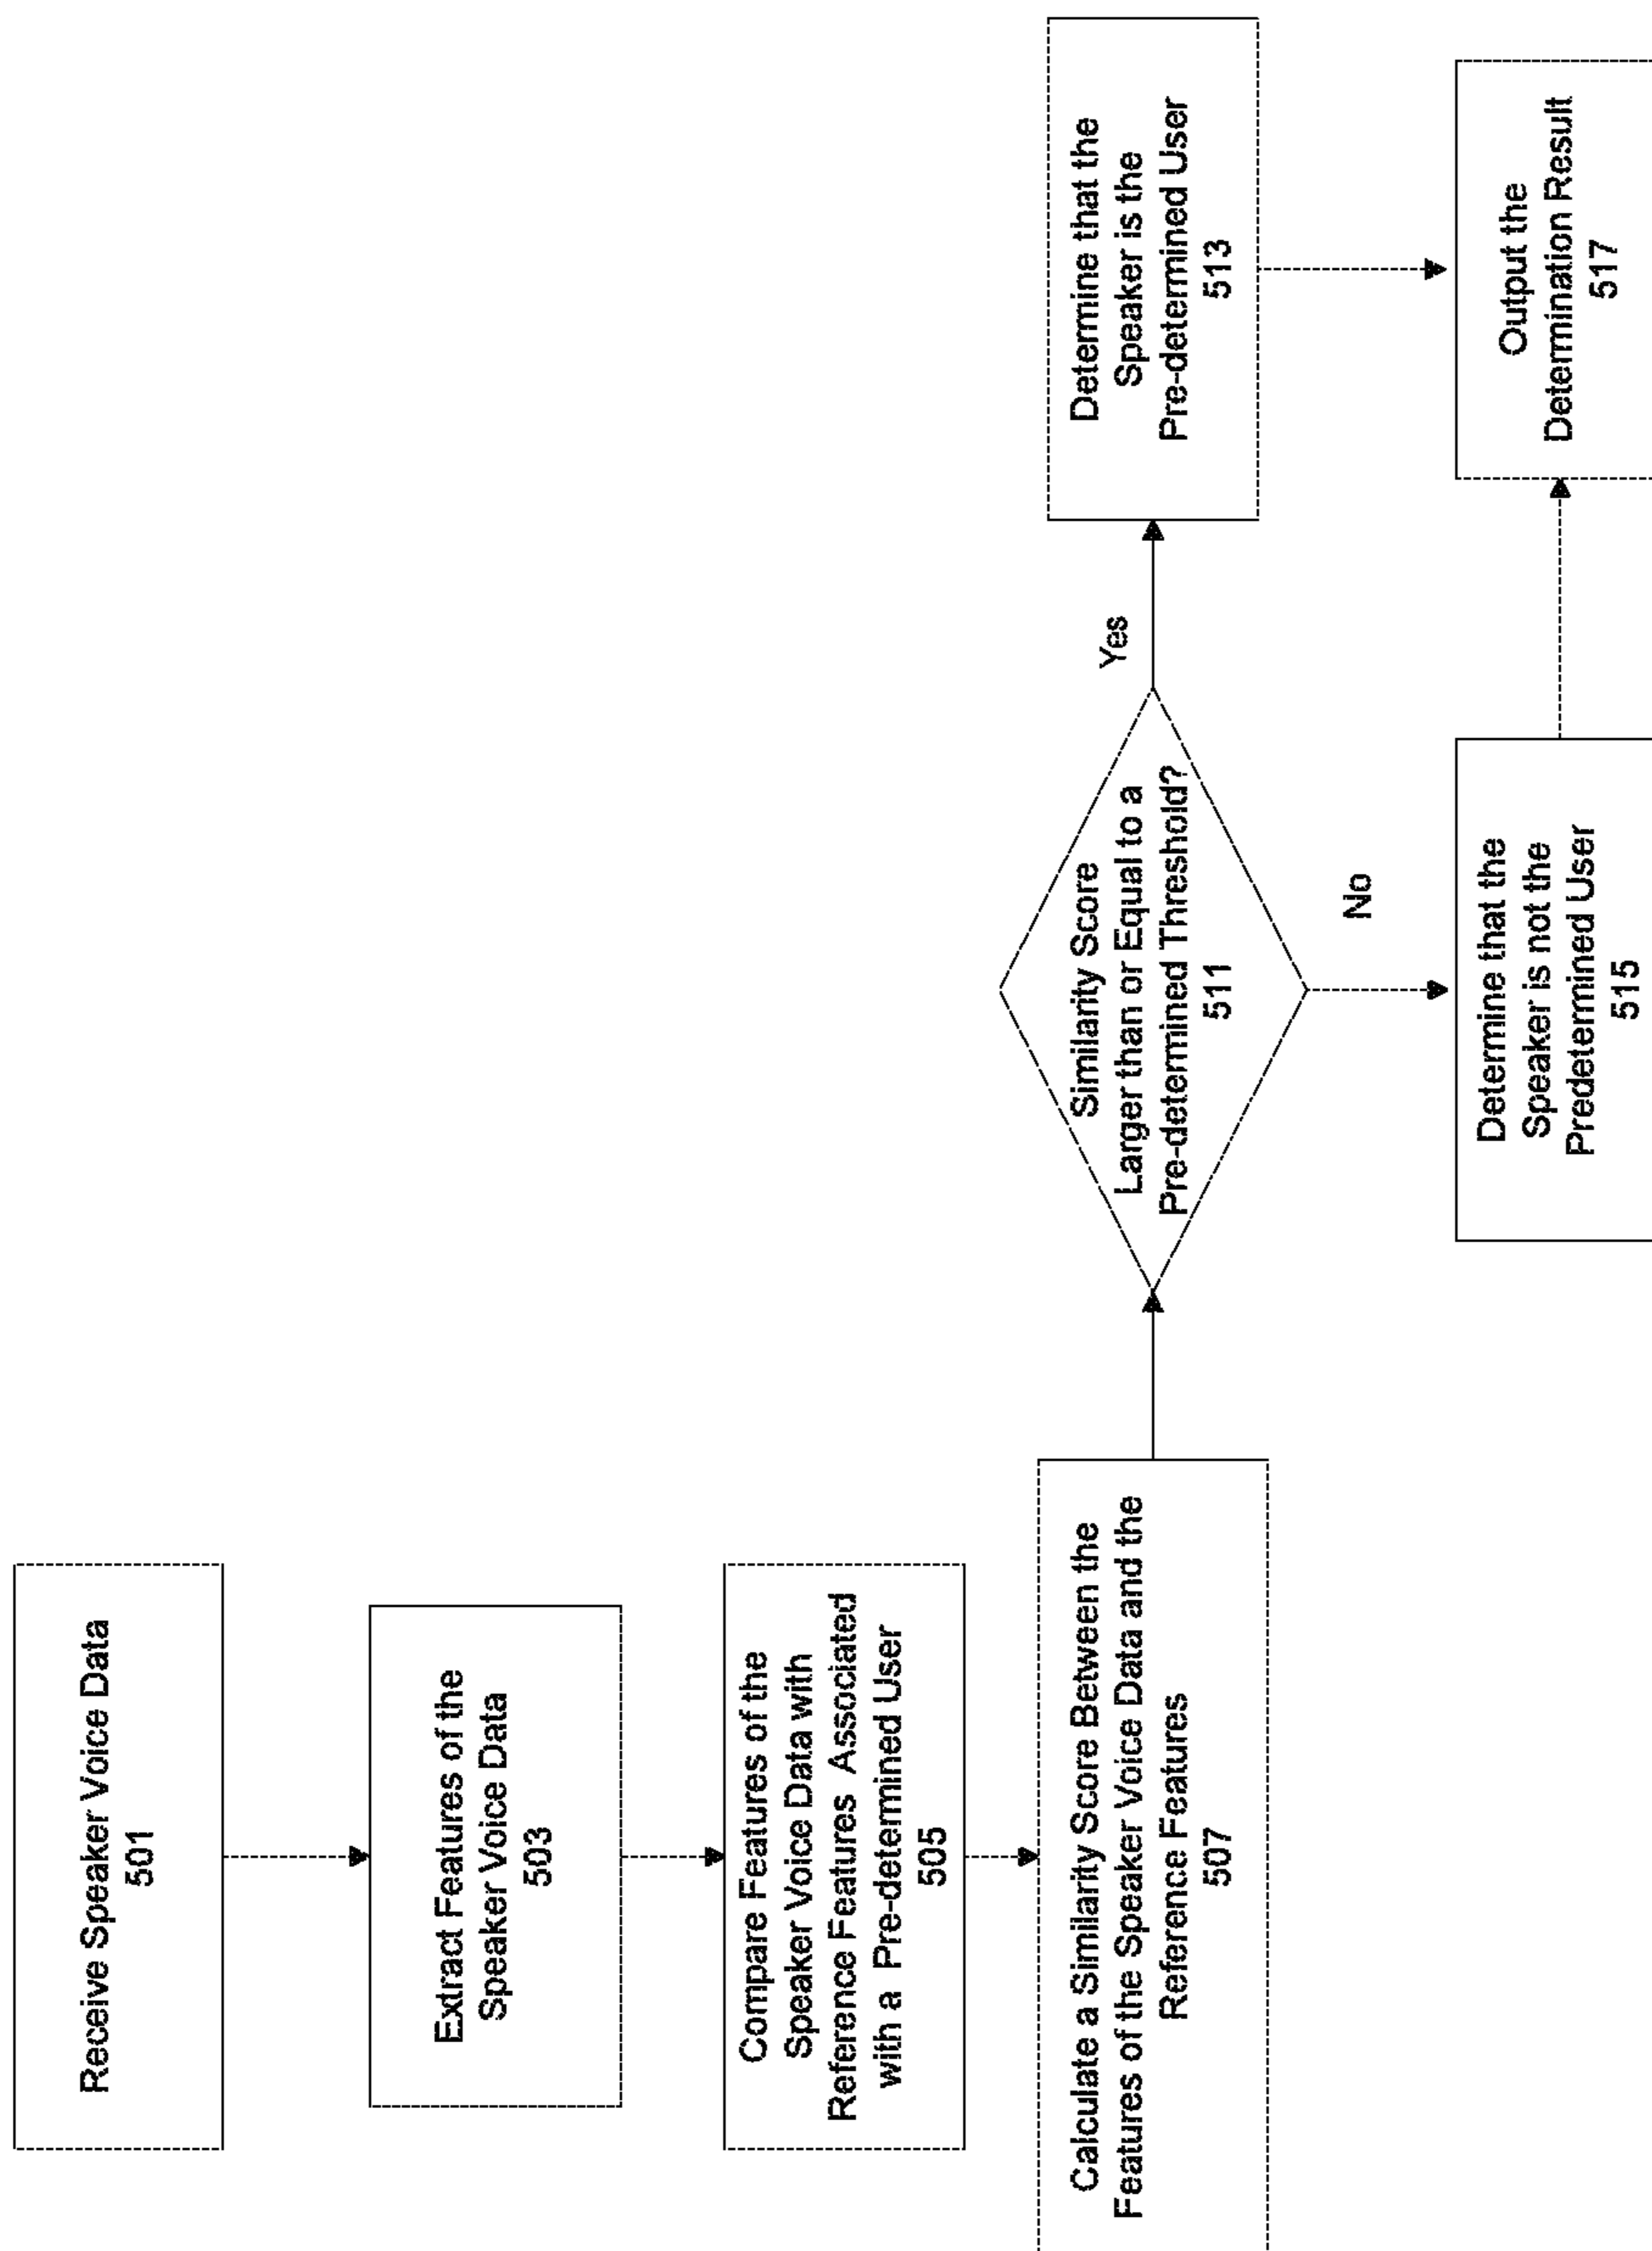 Receive Speaker Voice Data
501
Extract Features of the
Speaker Voice Data
503
Compare Features of the
Speaker Voice Data with
Reference Features Associated
with a Pre-determined User
505
Calculate a Similarity Score Between the
Features of the Speaker Voice Data and the
Reference Features
507
Similarity Score
Larger than or Equal to a
Pre-determined Threshold?
511
Yes
Determine that the
Speaker is the
Pre-determined User
513
No
Determine that the
Speaker is not the
Predetermined User
515
Output the
Determination Result
517